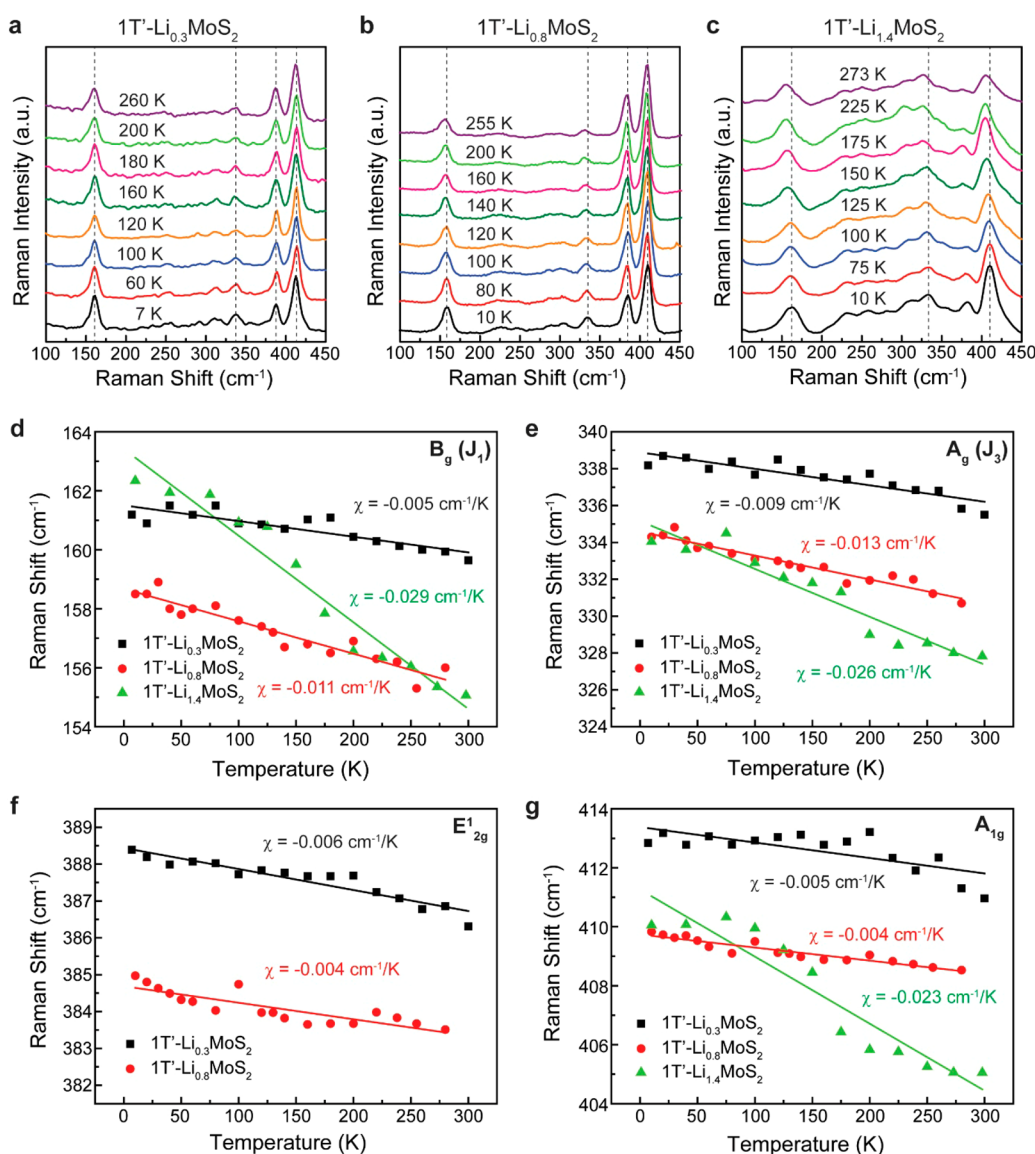 a
1T'-Li0.3MoS2
Raman Intensity (a.u.)
260 K
200 K
180 K
160 K
120 K
100 K
60 K
7 K
100 150 200 250 300 350 400 450
Raman Shift (cm-1)
b
1T'-Li0.8MoS2
Raman Intensity (a.u.)
255 K
200 K
160 K
140 K
120 K
100 K
80 K
10 K
100 150 200 250 300 350 400 450
Raman Shift (cm-1)
c
1T'-Li1.4MoS2
Raman Intensity (a.u.)
273 K
225 K
175 K
150 K
125 K
100 K
75 K
10 K
100 150 200 250 300 350 400 450
Raman Shift (cm-1)
d
Bg (J1)
Raman Shift (cm-1)
164
162
160
158
156
154
χ = -0.005 cm-1/K
χ = -0.029 cm-1/K
χ = -0.011 cm-1/K
1T'-Li0.3MoS2
1T'-Li0.8MoS2
1T'-Li1.4MoS2
0 50 100 150 200 250 300
Temperature (K)
e
Ag (J3)
Raman Shift (cm-1)
340
338
336
334
332
330
328
326
324
χ = -0.009 cm-1/K
χ = -0.013 cm-1/K
χ = -0.026 cm-1/K
1T'-Li0.3MoS2
1T'-Li0.8MoS2
1T'-Li1.4MoS2
0 50 100 150 200 250 300
Temperature (K)
f
E12g
Raman Shift (cm-1)
389
388
387
386
385
384
383
382
χ = -0.006 cm-1/K
χ = -0.004 cm-1/K
1T'-Li0.3MoS2
1T'-Li0.8MoS2
0 50 100 150 200 250 300
Temperature (K)
g
A1g
Raman Shift (cm-1)
414
412
410
408
406
404
χ = -0.005 cm-1/K
χ = -0.004 cm-1/K
χ = -0.023 cm-1/K
1T'-Li0.3MoS2
1T'-Li0.8MoS2
1T'-Li1.4MoS2
0 50 100 150 200 250 300
Temperature (K)